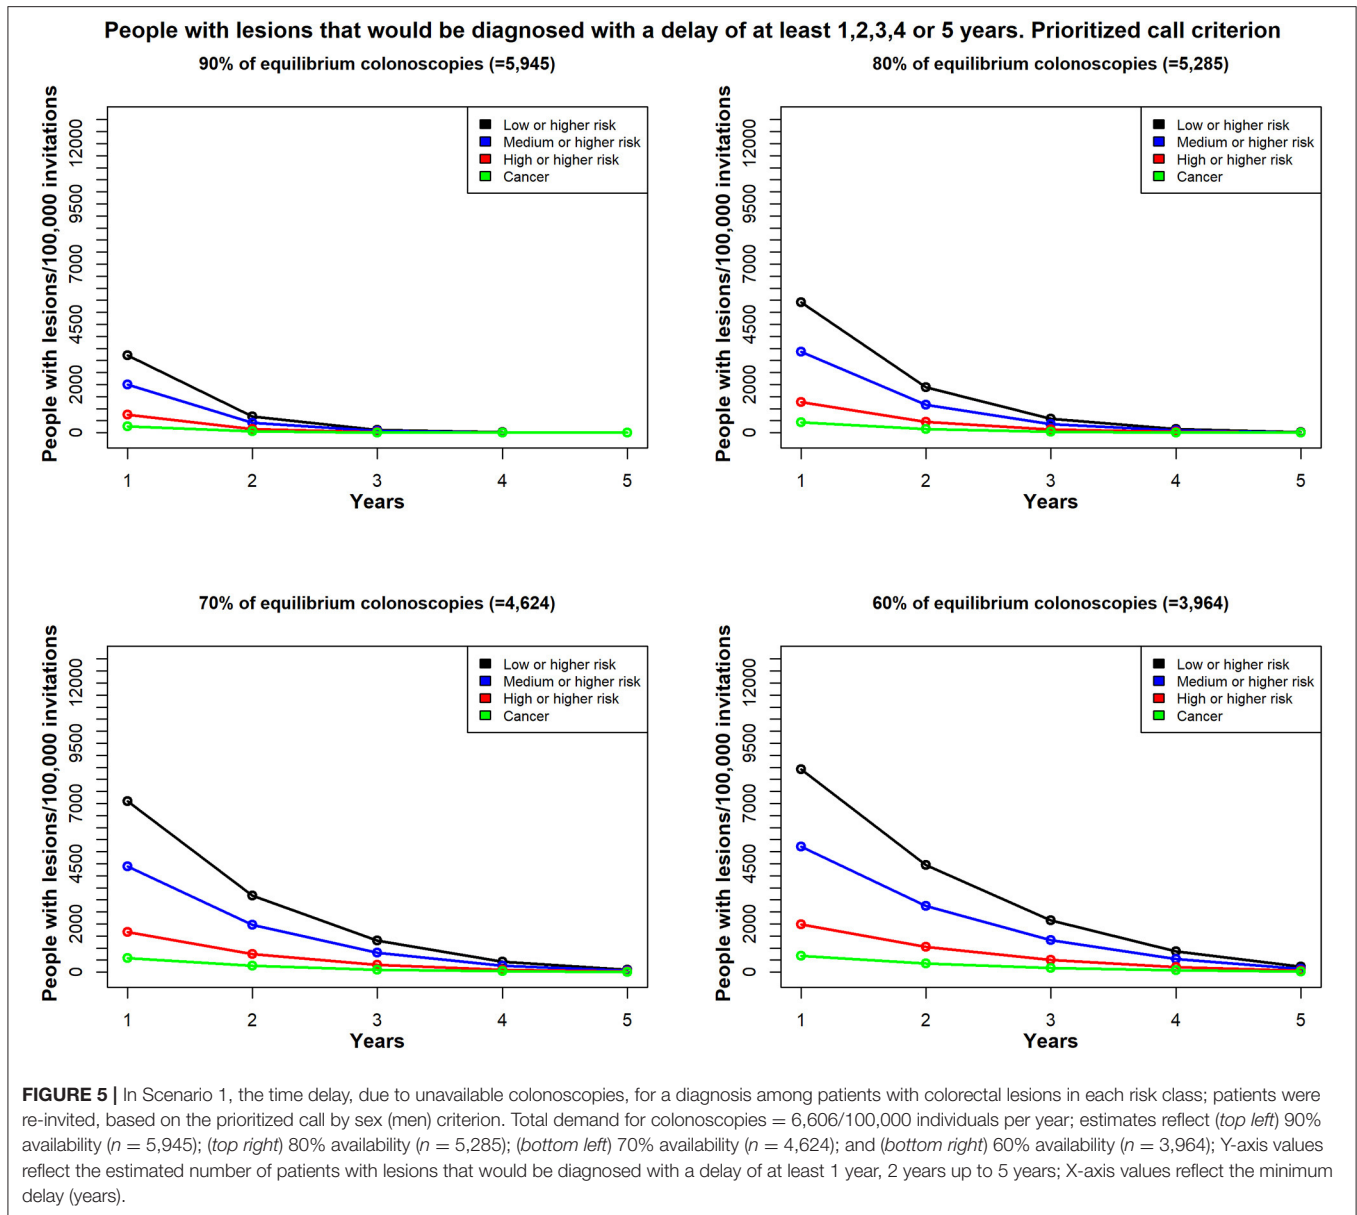 People with lesions that would be diagnosed with a delay of at least 1,2,3,4 or 5 years. Prioritized call criterion
90% of equilibrium colonoscopies (=5,945)
People with lesions/100,000 invitations
12000
9500
7000
4500
2000
0
Low or higher risk
Medium or higher risk
High or higher risk
Cancer
1 2 3 4 5
Years
80% of equilibrium colonoscopies (=5,285)
People with lesions/100,000 invitations
12000
9500
7000
4500
2000
0
Low or higher risk
Medium or higher risk
High or higher risk
Cancer
1 2 3 4 5
Years
70% of equilibrium colonoscopies (=4,624)
People with lesions/100,000 invitations
12000
9500
7000
4500
2000
0
Low or higher risk
Medium or higher risk
High or higher risk
Cancer
1 2 3 4 5
Years
60% of equilibrium colonoscopies (=3,964)
People with lesions/100,000 invitations
12000
9500
7000
4500
2000
0
Low or higher risk
Medium or higher risk
High or higher risk
Cancer
1 2 3 4 5
Years
FIGURE 5 | In Scenario 1, the time delay, due to unavailable colonoscopies, for a diagnosis among patients with colorectal lesions in each risk class; patients were
re-invited, based on the prioritized call by sex (men) criterion. Total demand for colonoscopies = 6,606/100,000 individuals per year; estimates reflect (top left) 90%
availability (n = 5,945); (top right) 80% availability (n = 5,285); (bottom left) 70% availability (n = 4,624); and (bottom right) 60% availability (n = 3,964); Y-axis values
reflect the estimated number of patients with lesions that would be diagnosed with a delay of at least 1 year, 2 years up to 5 years; X-axis values reflect the minimum
delay (years).